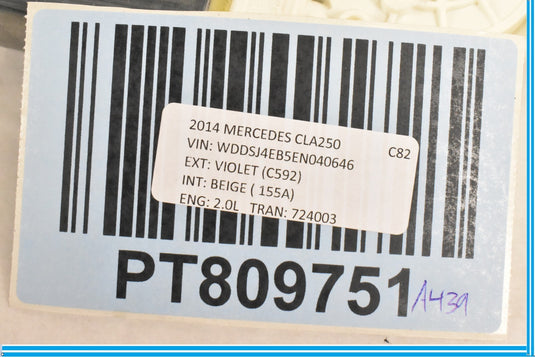 2014 MERCEDES CLA250 C82
VIN: WDDSJ4EB5EN040646
EXT: VIOLET (C592)
INT: BEIGE ( 155A)
ENG: 2.0L TRAN: 724003
PT809751 A439